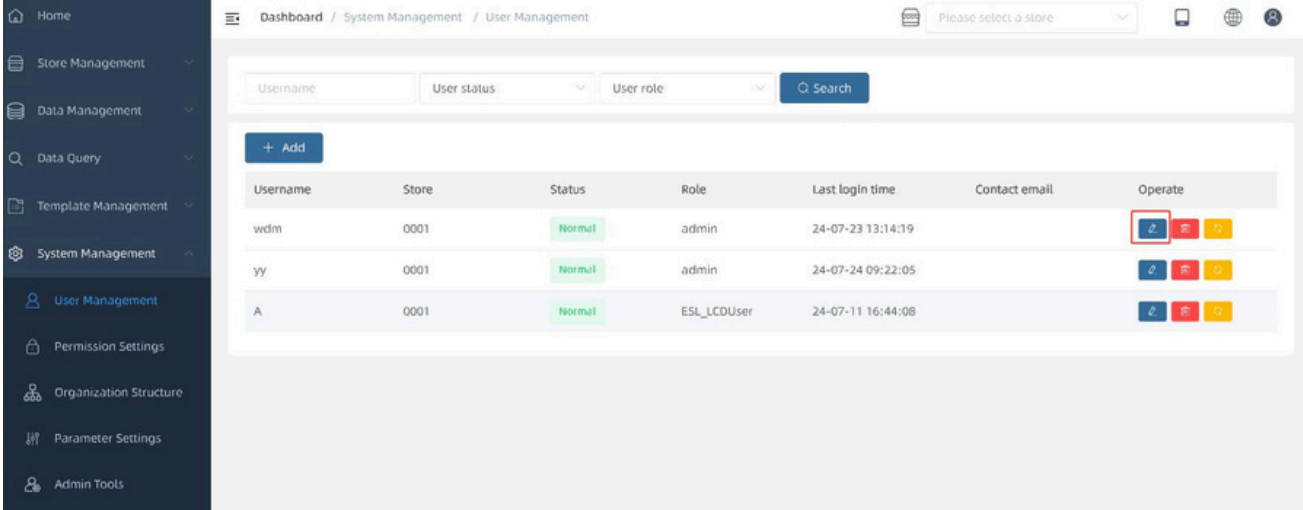 Home
Dashboard / System Management / User Management
Please select a store
Store Management
Username
User status
User role
Search
Data Management
Data Query
+ Add
Template Management
Username Store Status Role Last login time Contact email Operate
wdm 0001 Normal admin 24-07-23 13:14:19
System Management
yy 0001 Normal admin 24-07-24 09:22:05
User Management
A 0001 Normal ESL_LCDUser 24-07-11 16:44:08
Permission Settings
Organization Structure
Parameter Settings
Admin Tools